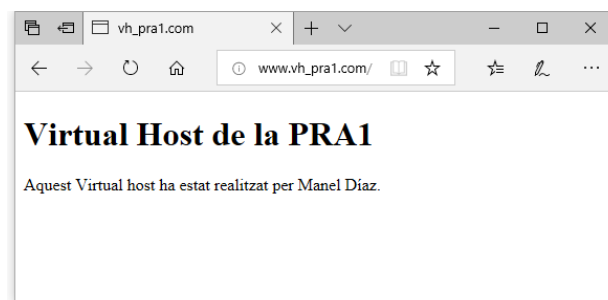 vh_pra1.com
www.vh_pra1.com/
Virtual Host de la PRA1
Aquest Virtual host ha estat realitzat per Manel Díaz.